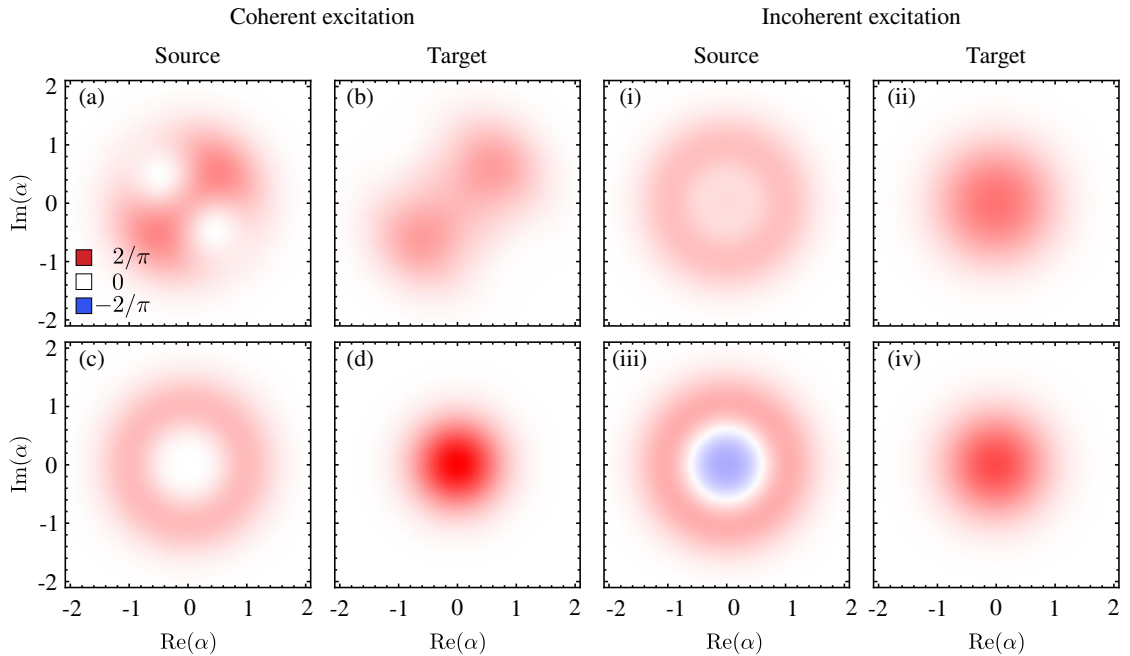 Coherent excitation Incoherent excitation
Source Target Source Target
2 (a) (b) (i) (ii)
1
Im(α) 0
2/π
-1 0
−2/π
-2
2 (c) (d) (iii) (iv)
1
Im(α) 0
-1
-2
-2 -1 0 1 2 -2 -1 0 1 2 -2 -1 0 1 2 -2 -1 0 1 2
Re(α) Re(α) Re(α) Re(α)